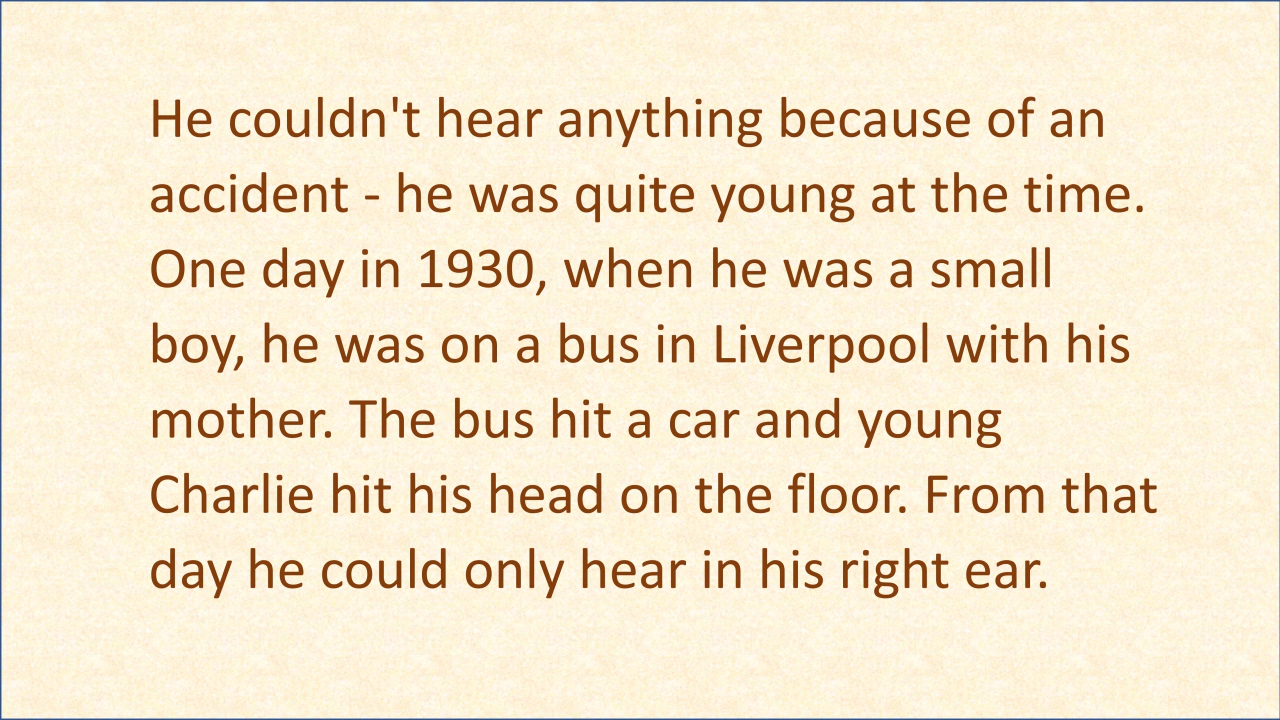 He couldn't hear anything because of an
accident - he was quite young at the time.
One day in 1930, when he was a small
boy, he was on a bus in Liverpool with his
mother. The bus hit a car and young
Charlie hit his head on the floor. From that
day he could only hear in his right ear.